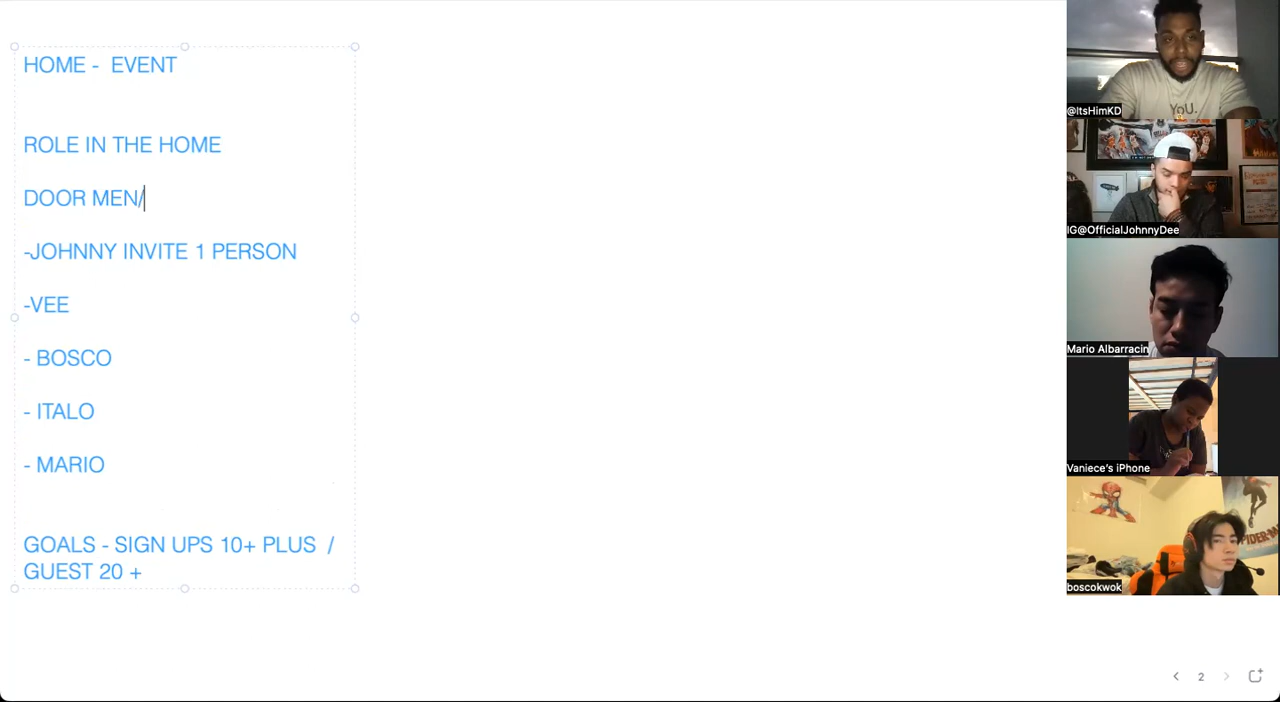 HOME -  EVENT
ROLE IN THE HOME
DOOR MEN/
-JOHNNY INVITE 1 PERSON
-VEE
- BOSCO
- ITALO
- MARIO
GOALS - SIGN UPS 10+ PLUS  /
GUEST 20 +
YOU.
@ItsHimKD
IG@OfficialJohnnyDee
Mario Albarracin
Vaniece's iPhone
boscokwok
2